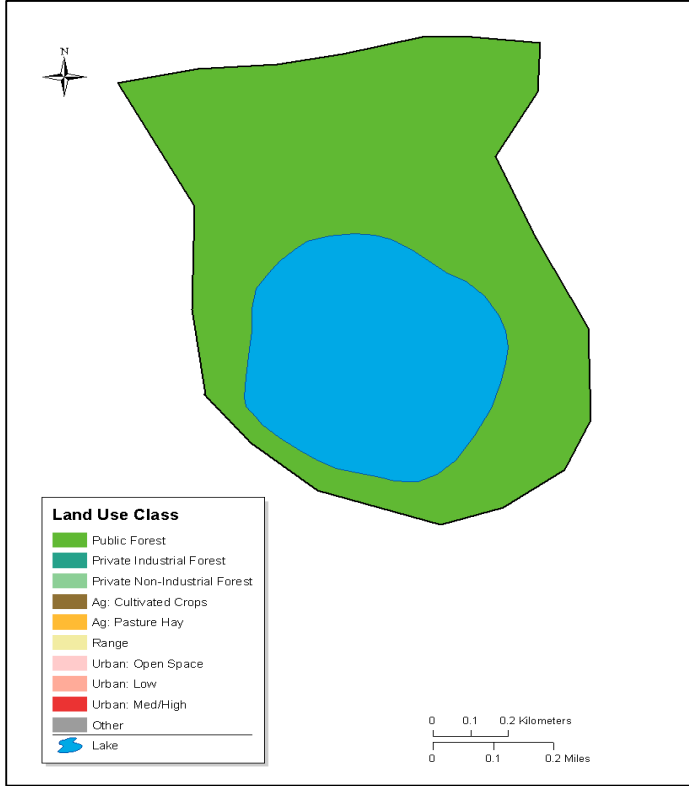 N
Land Use Class
Public Forest
Private Industrial Forest
Private Non-Industrial Forest
Ag: Cultivated Crops
Ag: Pasture Hay
Range
Urban: Open Space
Urban: Low
Urban: Med/High
Other
Lake
0 0.1 0.2 Kilometers
0 0.1 0.2 Miles